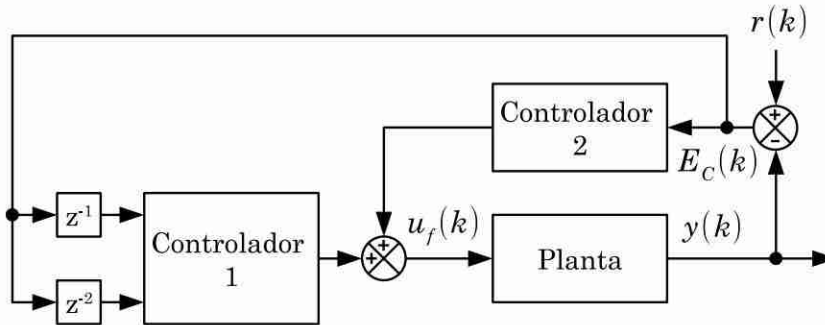 r(k)
+
-
Controlador
2
E_C(k)
z⁻¹
Controlador
1
+
+
u_f(k)
Planta
y(k)
z⁻²